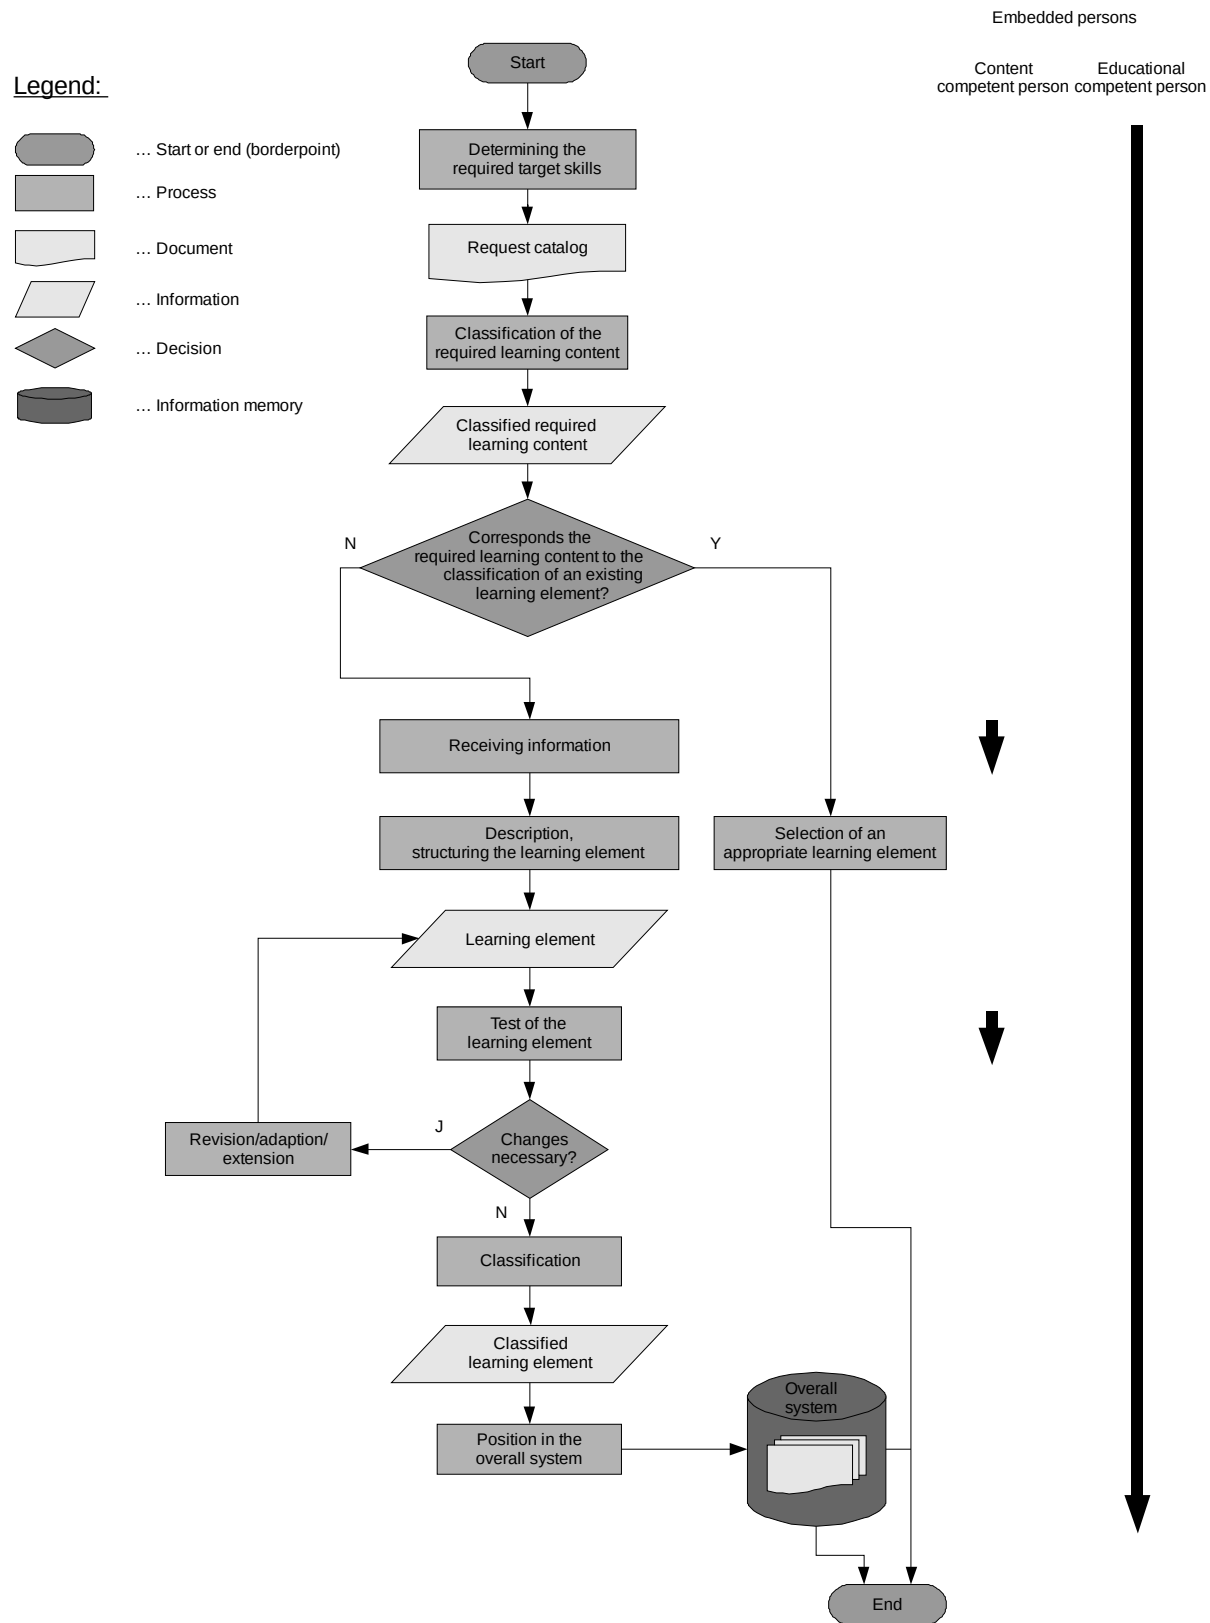 Embedded persons
Content
competent person
Educational
competent person
Legend:
… Start or end (borderpoint)
… Process
… Document
… Information
… Decision
… Information memory
Start
Determining the
required target skills
Request catalog
Classification of the
required learning content
Classified required
learning content
Corresponds the
required learning content to the
classification of an existing
learning element?
N
Y
Receiving information
Description,
structuring the learning element
Selection of an
appropriate learning element
Learning element
Test of the
learning element
Changes
necessary?
J
Revision/adaption/
extension
N
Classification
Classified
learning element
Position in the
overall system
Overall
system
End